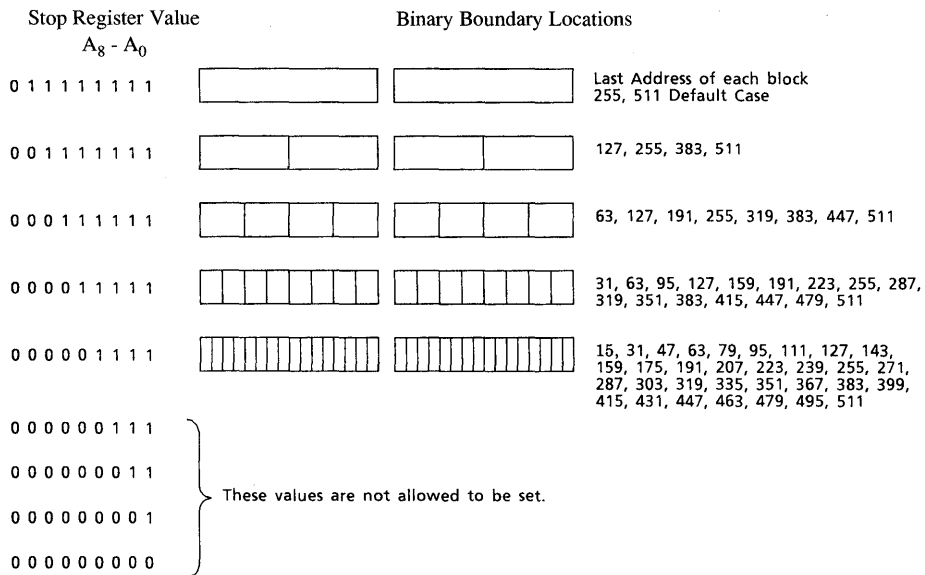 Stop Register Value
Binary Boundary Locations
A8 - A0
0 1 1 1 1 1 1 1 1
Last Address of each block
255, 511 Default Case
0 0 1 1 1 1 1 1 1
127, 255, 383, 511
0 0 0 1 1 1 1 1 1
63, 127, 191, 255, 319, 383, 447, 511
0 0 0 0 1 1 1 1 1
31, 63, 95, 127, 159, 191, 223, 255, 287,
319, 351, 383, 415, 447, 479, 511
0 0 0 0 0 1 1 1 1
15, 31, 47, 63, 79, 95, 111, 127, 143,
159, 175, 191, 207, 223, 239, 255, 271,
287, 303, 319, 335, 351, 367, 383, 399,
415, 431, 447, 463, 479, 495, 511
0 0 0 0 0 0 1 1 1
0 0 0 0 0 0 0 1 1
These values are not allowed to be set.
0 0 0 0 0 0 0 0 1
0 0 0 0 0 0 0 0 0